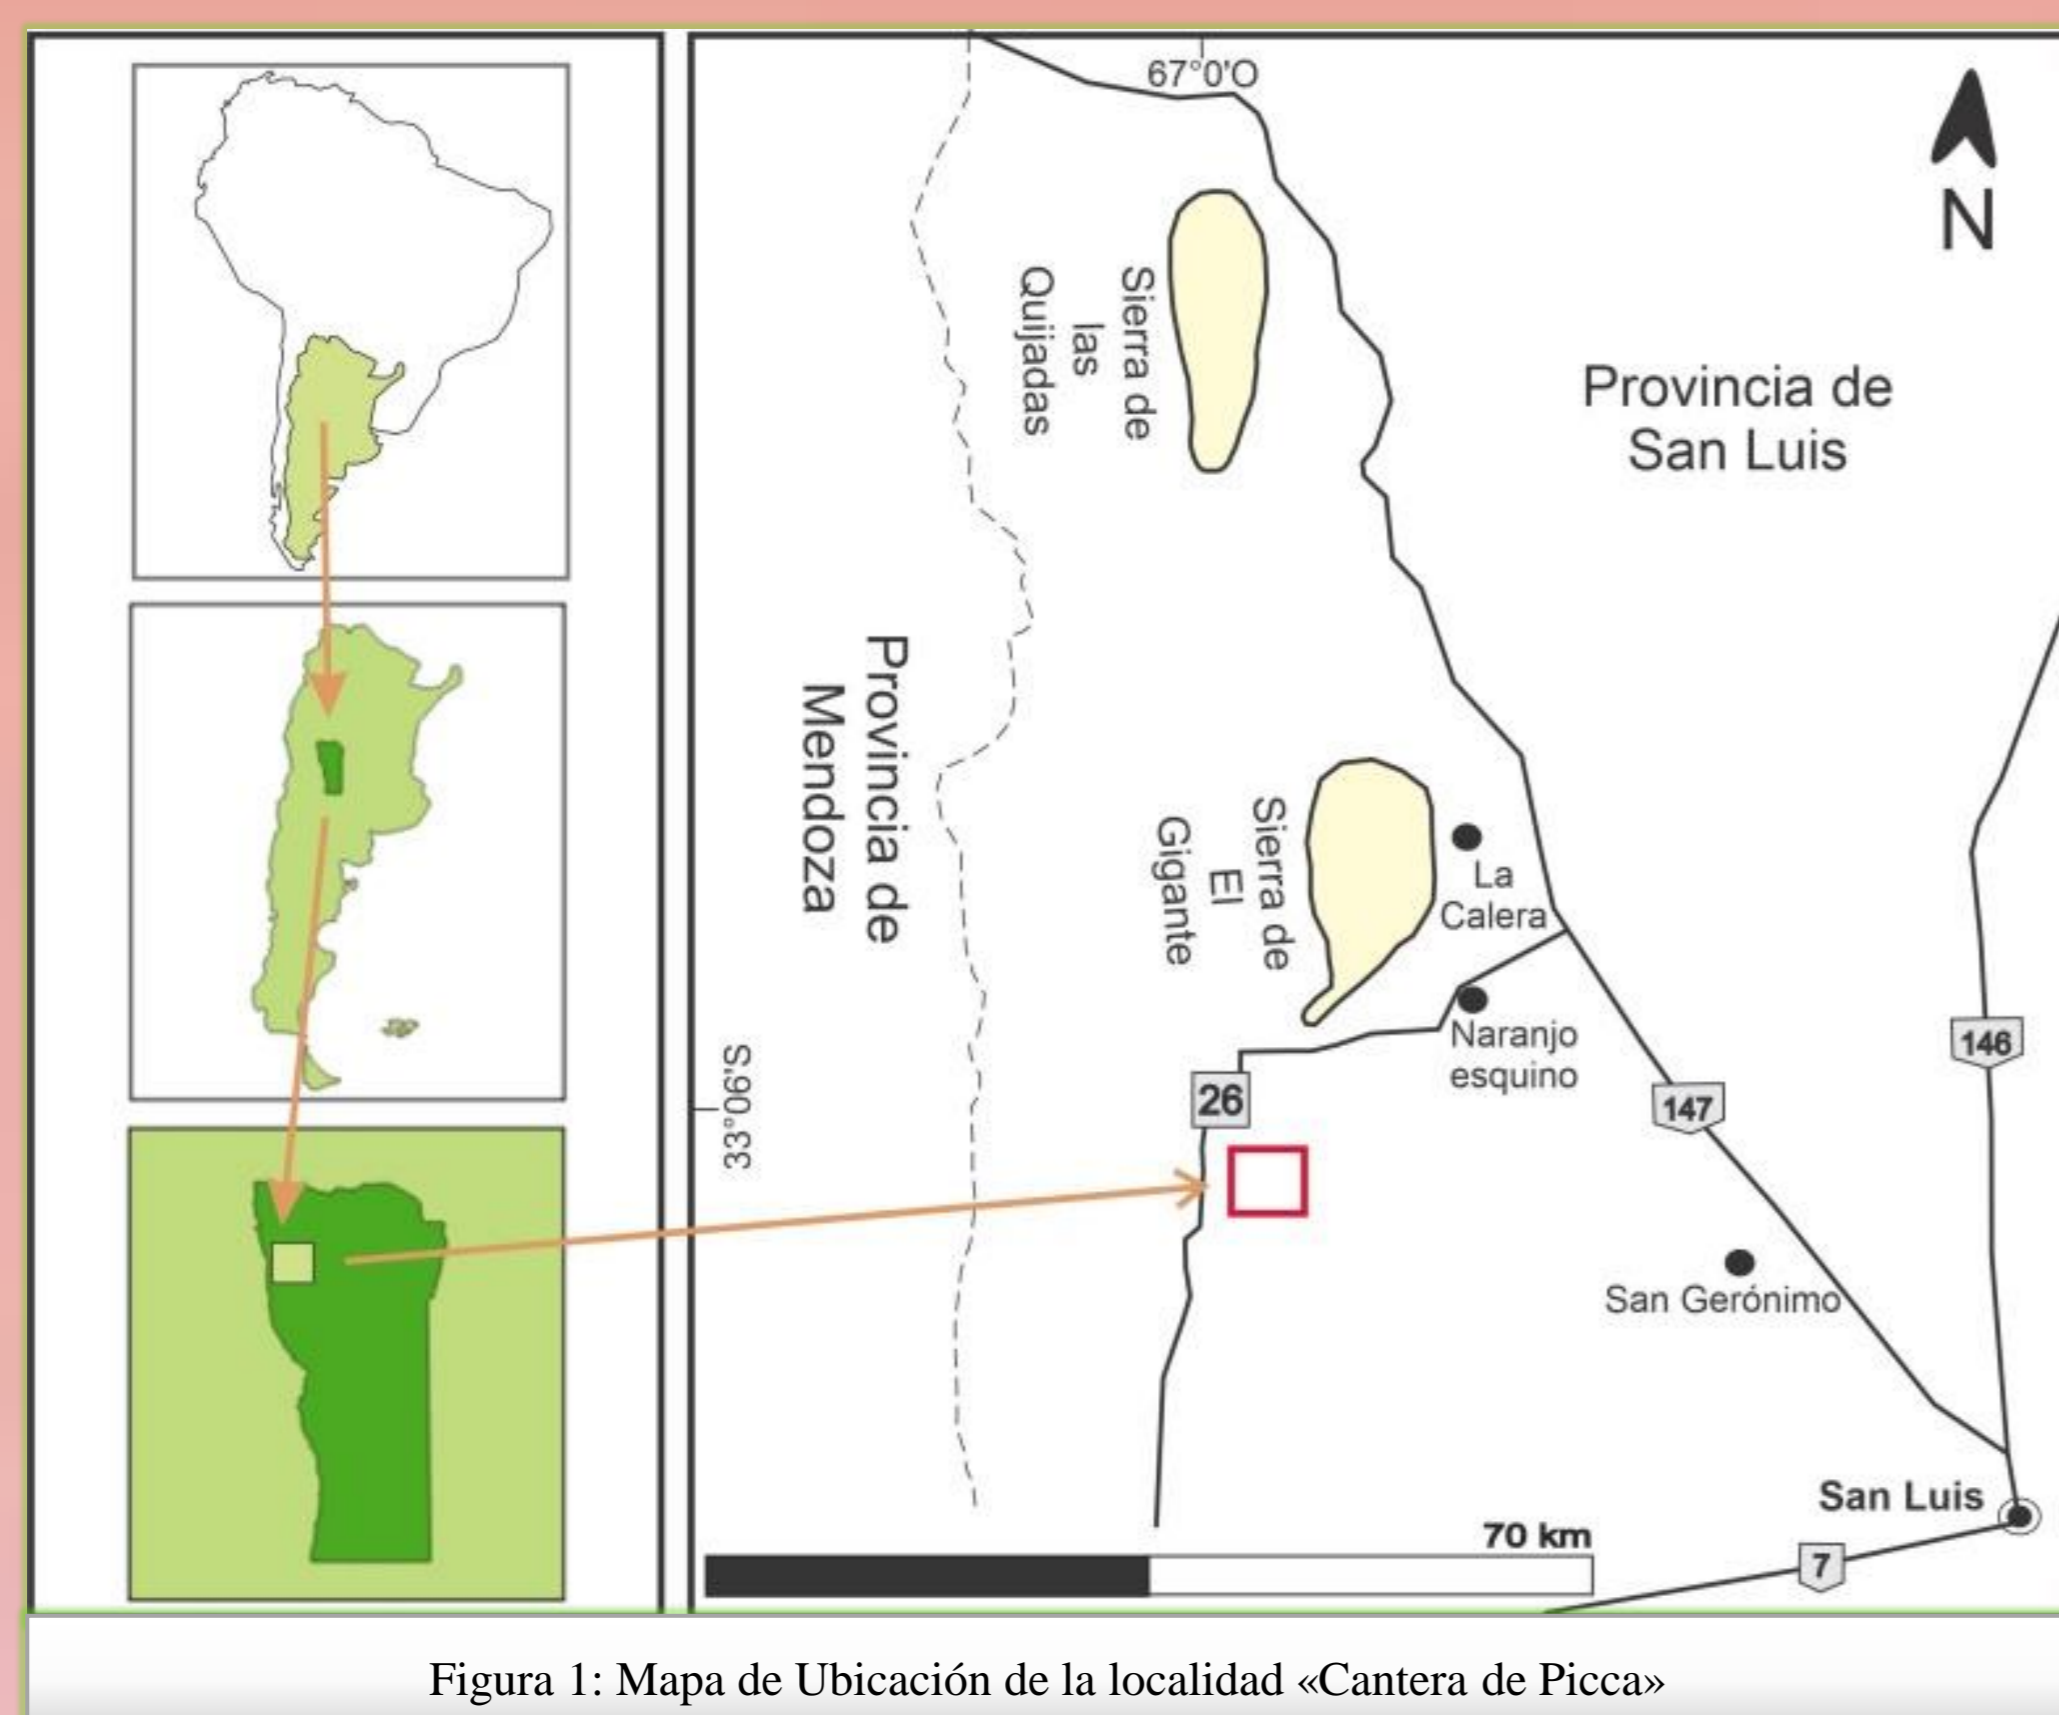 67°0'O
N
Sierra de
las
Quijadas
Provincia de
San Luis
Provincia de
Mendoza
Sierra de
El
Gigante
La
Calera
Naranjo
esquino
146
33°06'S
26
147
San Gerónimo
San Luis
70 km
7
Figura 1: Mapa de Ubicación de la localidad «Cantera de Picca»